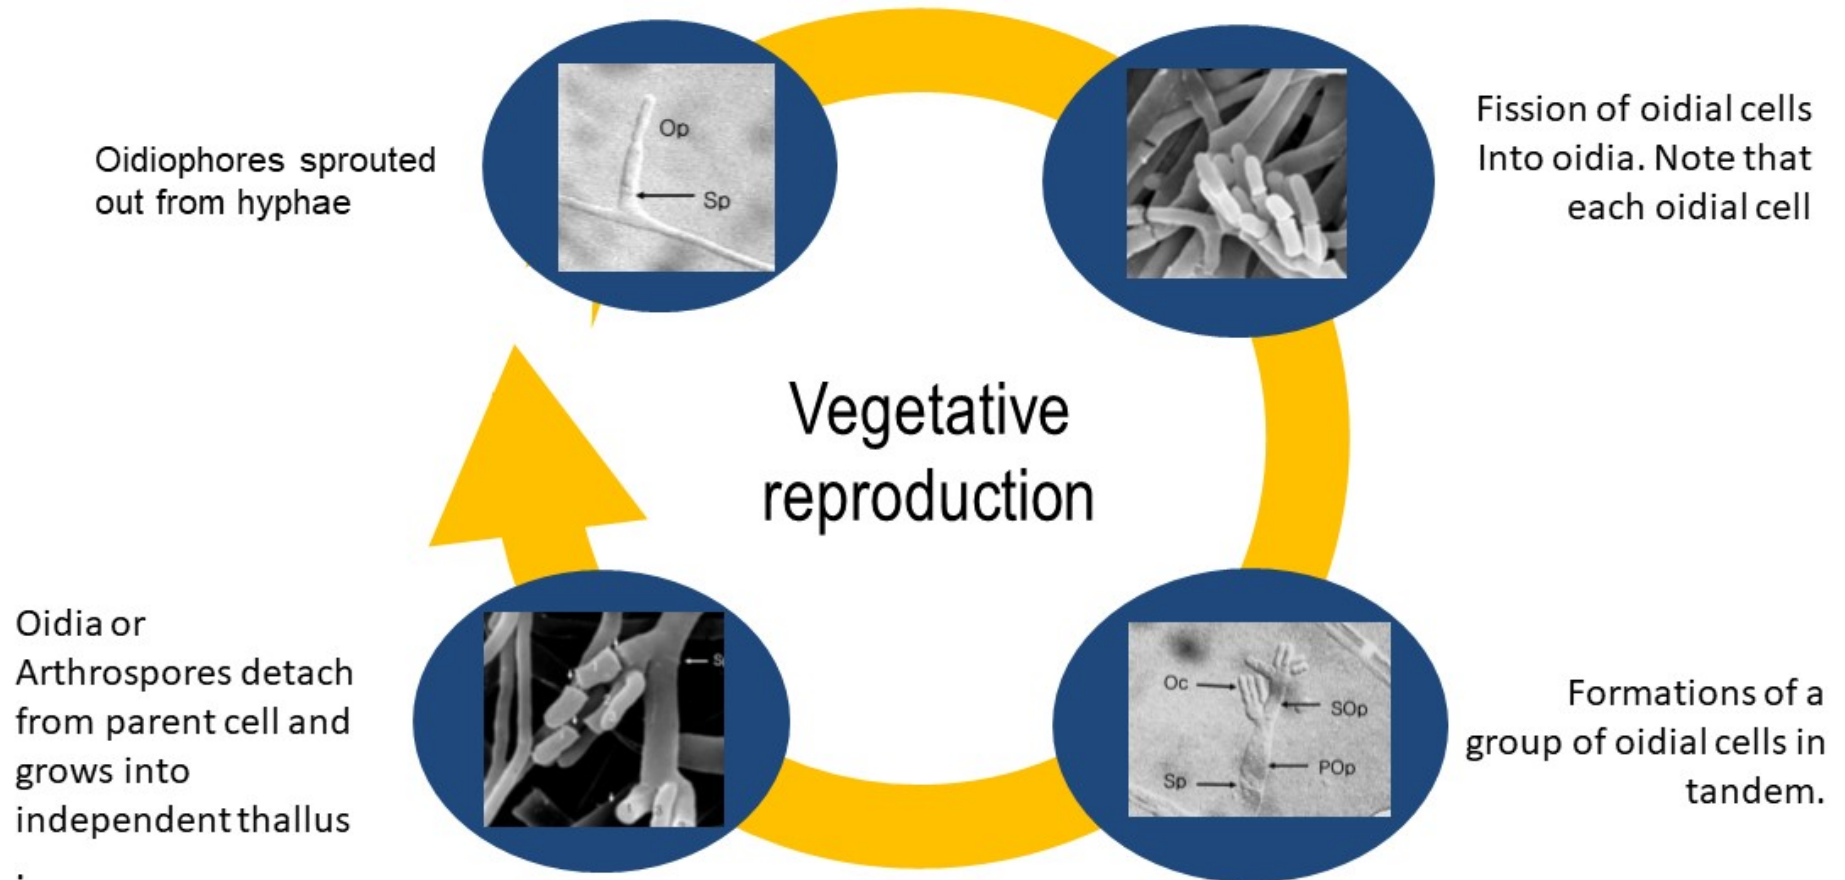 Oidiophores sprouted
out from hyphae
Op
Sp
Fission of oidial cells
Into oidia. Note that
each oidial cell
Vegetative
reproduction
Oidia or
Arthrospores detach
from parent cell and
grows into
independent thallus
.
S
Oc
SOp
POp
Sp
Formations of a
group of oidial cells in
tandem.